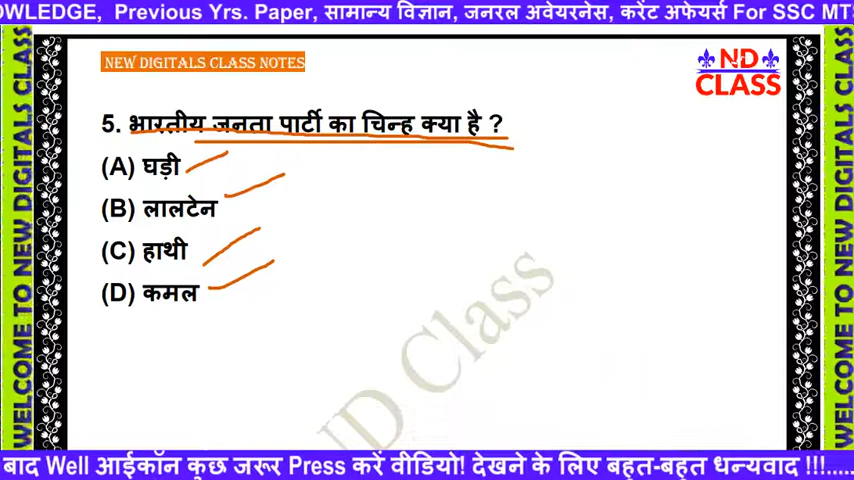 OWLEDGE, Previous Yrs. Paper, सामान्य विज्ञान, जनरल अवेयरनेस, करेंट अफेयर्स For SSC MTS
NEW DIGITALS CLASS NOTES
ND
CLASS
5. भारतीय जनता पार्टी का चिन्ह क्या है ?
(A) घड़ी
(B) लालटेन
(C) हाथी
(D) कमल
ND Class
WELCOME TO NEW DIGITALS CLASS
WELCOME TO NEW DIGITALS CLASS
बाद Well आईकॉन कुछ जरूर Press करें वीडियो! देखने के लिए बहुत-बहुत धन्यवाद !!!.....